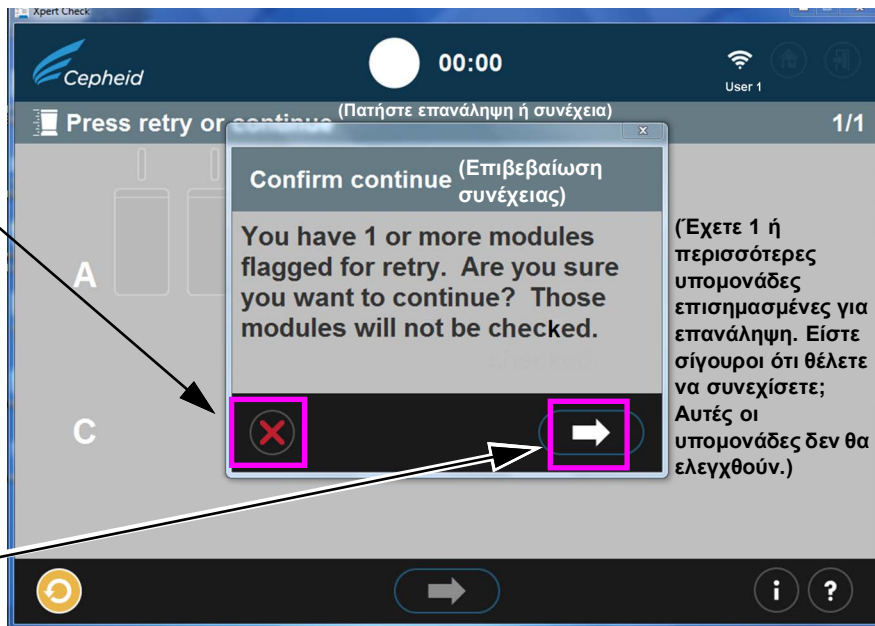 Xpert Check
Cepheid
00:00
User 1
Press retry or continue
(Πατήστε επανάληψη ή συνέχεια)
1/1
Confirm continue
(Επιβεβαίωση
συνέχειας)
You have 1 or more modules
flagged for retry. Are you sure
you want to continue? Those
modules will not be checked.
A
C
(Έχετε 1 ή
περισσότερες
υπομονάδες
επισημασμένες για
επανάληψη. Είστε
σίγουροι ότι θέλετε
να συνεχίσετε;
Αυτές οι
υπομονάδες δεν θα
ελεγχθούν.)
i
?